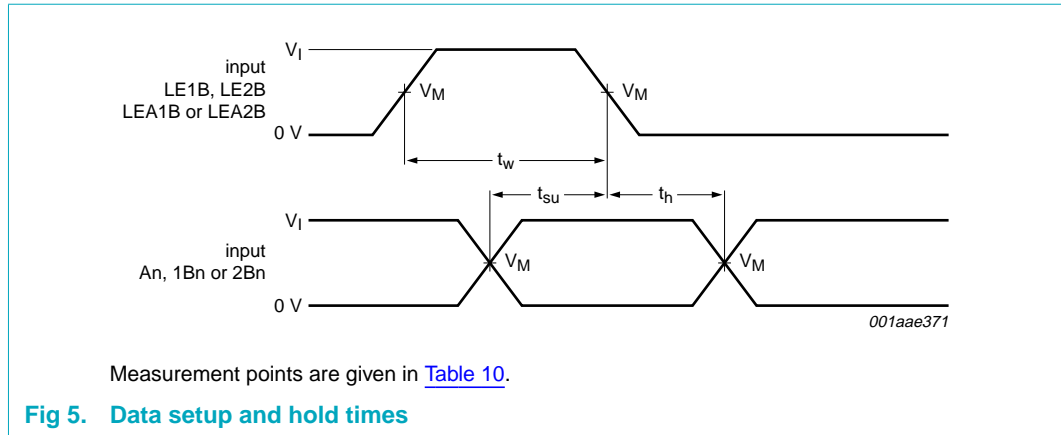 V_I
input
LE1B, LE2B
LEA1B or LEA2B
V_M
V_M
0 V
t_w
t_su
t_h
V_I
input
An, 1Bn or 2Bn
V_M
V_M
0 V
001aae371
Measurement points are given in Table 10.
Fig 5. Data setup and hold times